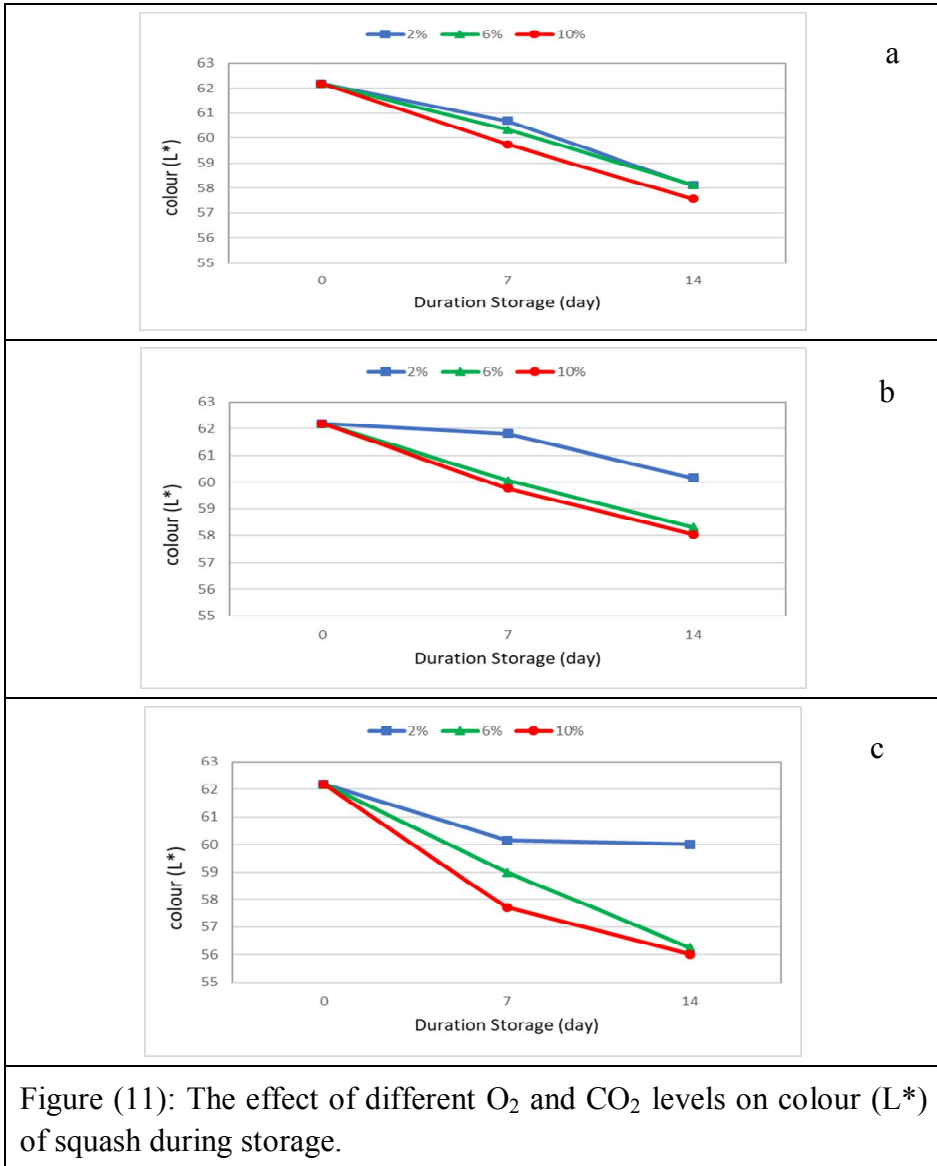 2% 6% 10%
a
63
62
61
60
59
58
57
56
55
colour (L*)
0 7 14
Duration Storage (day)
2% 6% 10%
b
63
62
61
60
59
58
57
56
55
colour (L*)
0 7 14
Duration Storage (day)
2% 6% 10%
c
63
62
61
60
59
58
57
56
55
colour (L*)
0 7 14
Duration Storage (day)
Figure (11): The effect of different O₂ and CO₂ levels on colour (L*)
of squash during storage.